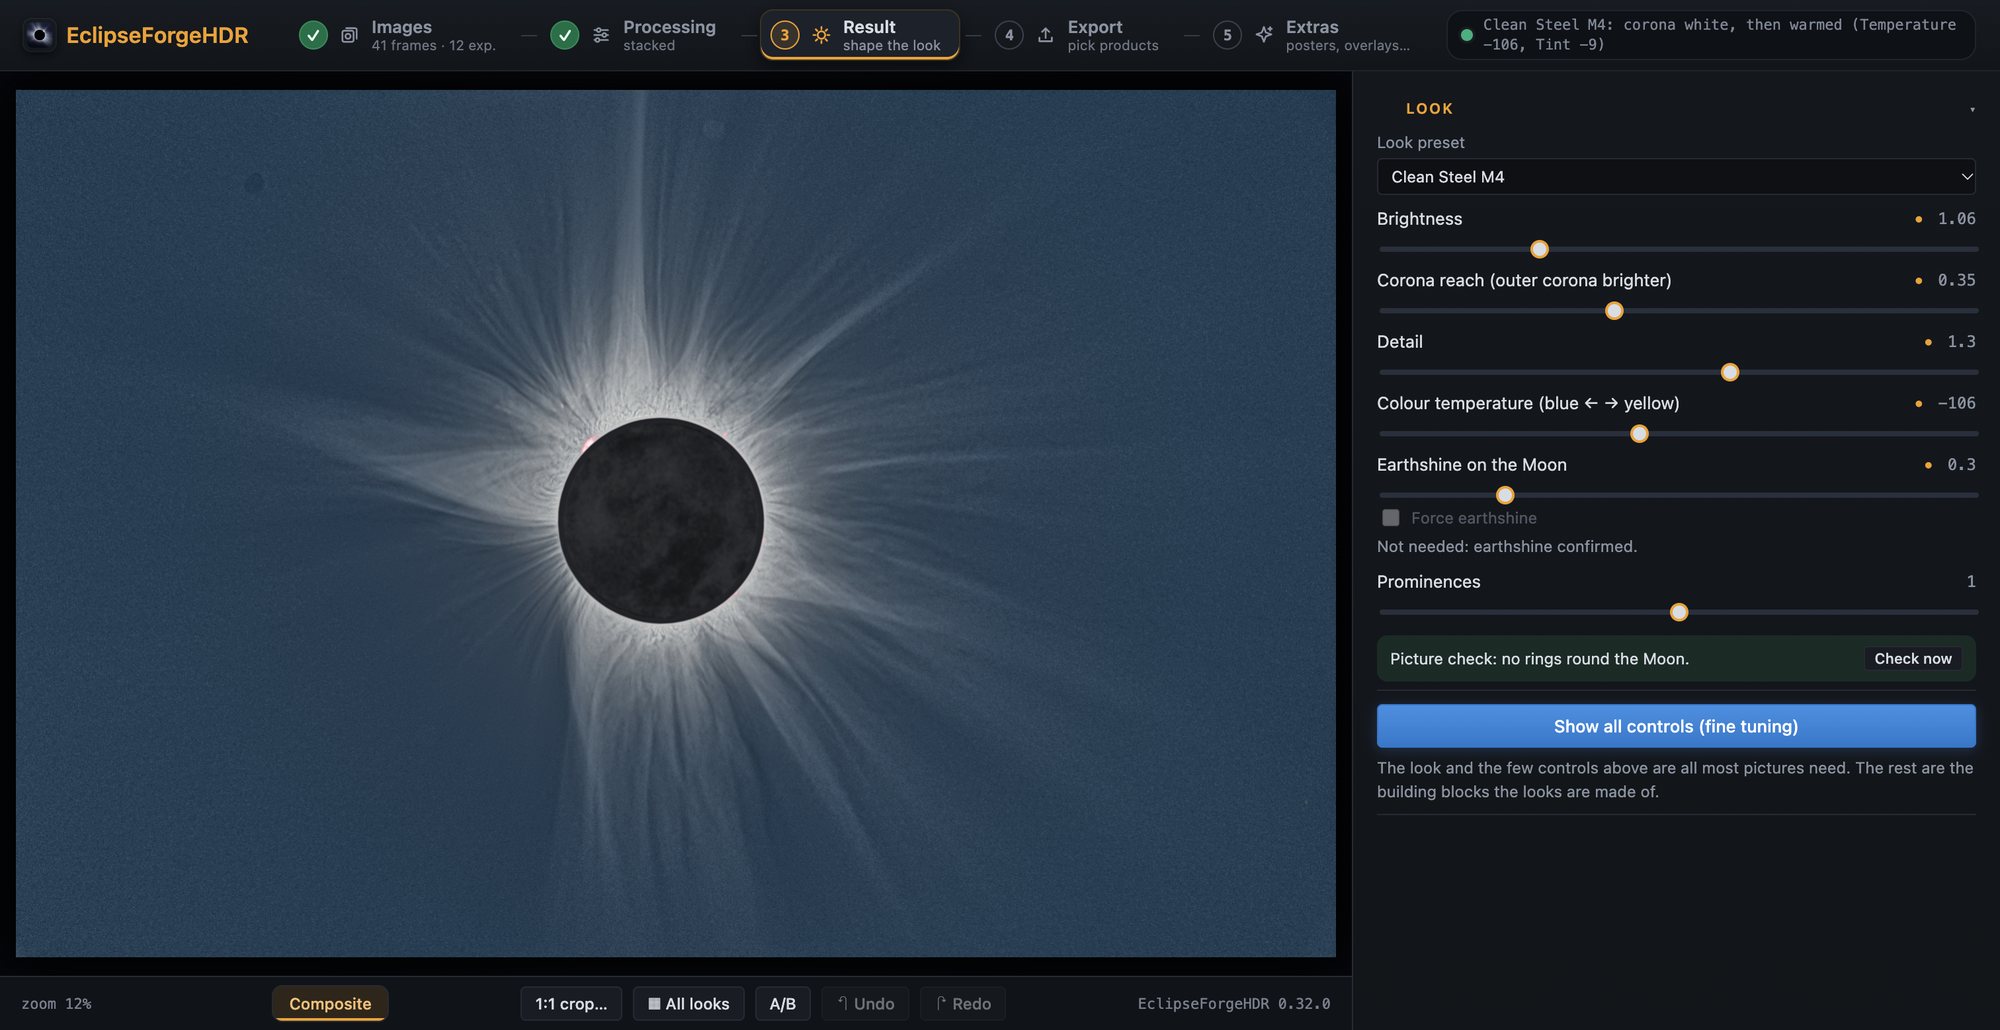 EclipseForgeHDR
Images
41 frames · 12 exp.
Processing
stacked
3
Result
shape the look
4
Export
pick products
5
Extras
posters, overlays…
Clean Steel M4: corona white, then warmed (Temperature
−106, Tint −9)
LOOK
Look preset
Clean Steel M4
Brightness
1.06
Corona reach (outer corona brighter)
0.35
Detail
1.3
Colour temperature (blue ← → yellow)
−106
Earthshine on the Moon
0.3
Force earthshine
Not needed: earthshine confirmed.
Prominences
1
Picture check: no rings round the Moon.
Check now
Show all controls (fine tuning)
The look and the few controls above are all most pictures need. The rest are the
building blocks the looks are made of.
zoom 12%
Composite
1:1 crop…
All looks
A/B
Undo
Redo
EclipseForgeHDR 0.32.0